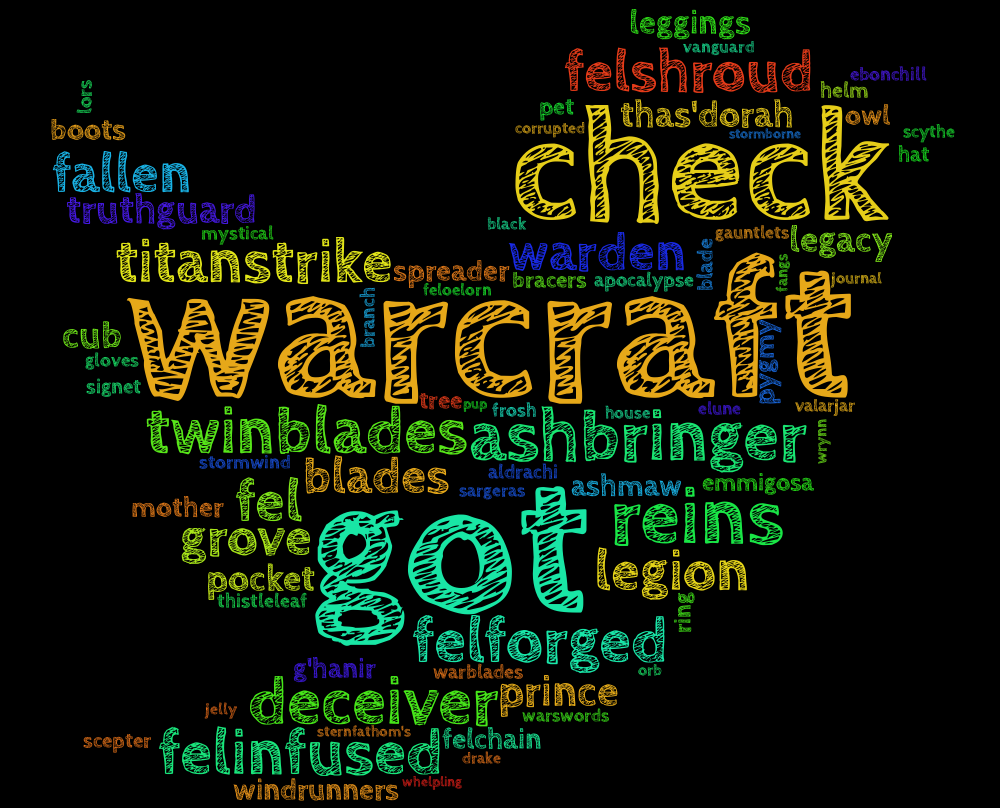 leggings
vanguard
felshroud
ebonchill
lors
helm
pet
thas'dorah
owl
boots
corrupted
stormborne
check
scythe
hat
fallen
truthguard
mystical
black
gauntlets
legacy
titanstrike
spreader
warden
blade
fangs
journal
feloelorn
bracers
apocalypse
branch
warcraft
cub
gloves
signet
pygmy
tree
pup
frosh
house
elune
valarjar
twinblades
ashbringer
wrynn
stormwind
blades
aldrachi
sargeras
ashmaw
emmigosa
mother
fel
reins
grove
got
legion
pocket
thistleleaf
ring
felforged
g'hanir
warblades
orb
deceiver
prince
jelly
warswords
scepter
sternfathom's
felinfused
felchain
drake
windrunners
whelpling